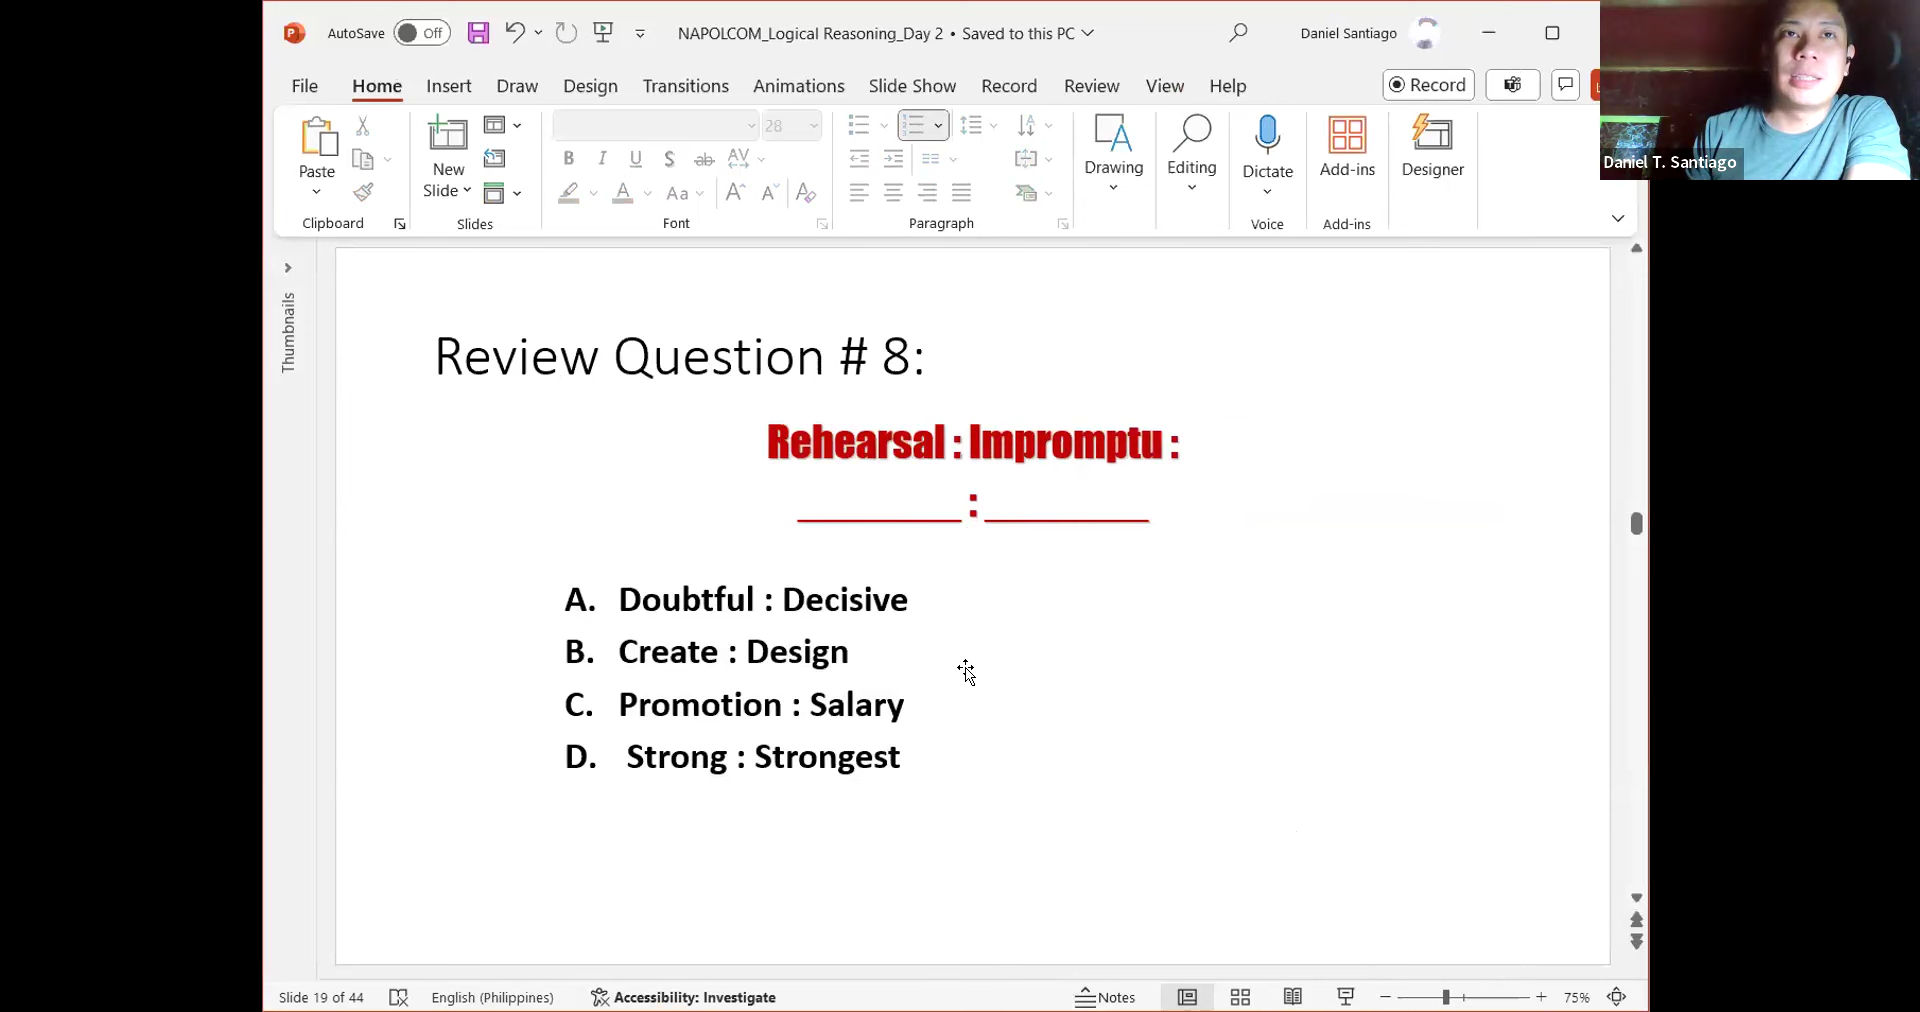 AutoSave Off NAPOLCOM_Logical Reasoning_Day 2 • Saved to this PC Daniel Santiago
File Home Insert Draw Design Transitions Animations Slide Show Record Review View Help Record
Paste
New
Slide
28
Drawing
Editing
Dictate
Add-ins
Designer
Clipboard Slides Font Paragraph Voice Add-ins
Daniel T. Santiago
Thumbnails
Review Question # 8:
Rehearsal : Impromptu :
________ : ________
A. Doubtful : Decisive
B. Create : Design
C. Promotion : Salary
D. Strong : Strongest
Slide 19 of 44 English (Philippines) Accessibility: Investigate Notes 75%